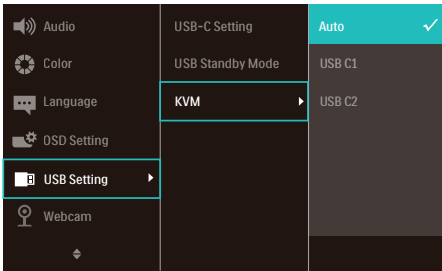 Audio
Color
Language
OSD Setting
USB Setting
Webcam
USB-C Setting
USB Standby Mode
KVM
Auto
USB C1
USB C2